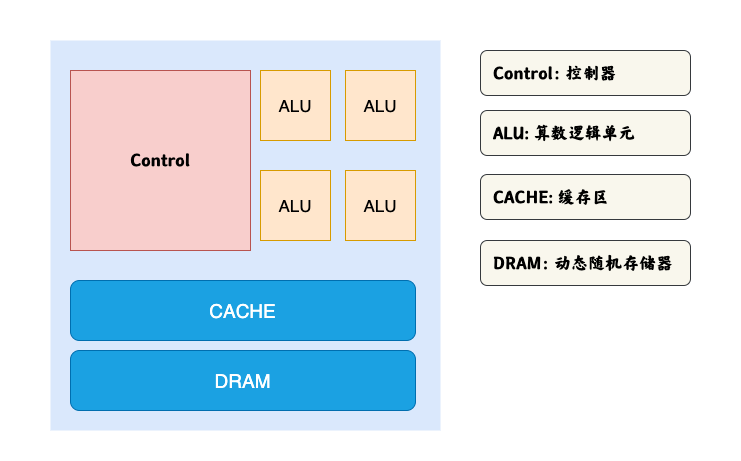 Control
ALU
ALU
ALU
ALU
CACHE
DRAM
Control: 控制器
ALU: 算数逻辑单元
CACHE: 缓存区
DRAM: 动态随机存储器